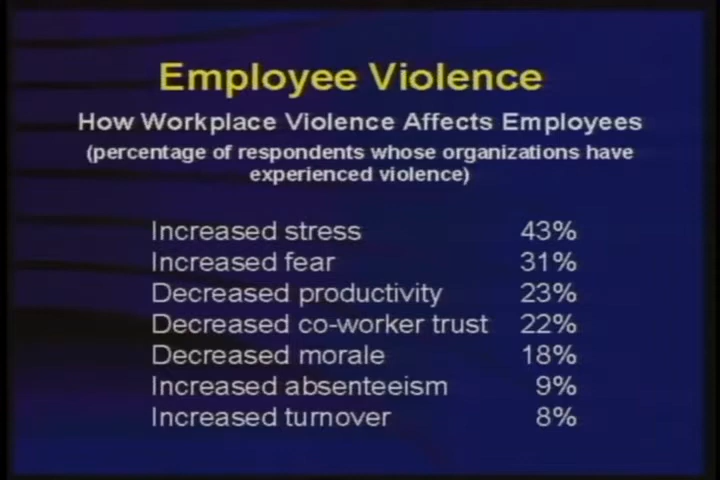 Employee Violence
How Workplace Violence Affects Employees
(percentage of respondents whose organizations have
experienced violence)
Increased stress 43%
Increased fear 31%
Decreased productivity 23%
Decreased co-worker trust 22%
Decreased morale 18%
Increased absenteeism 9%
Increased turnover 8%